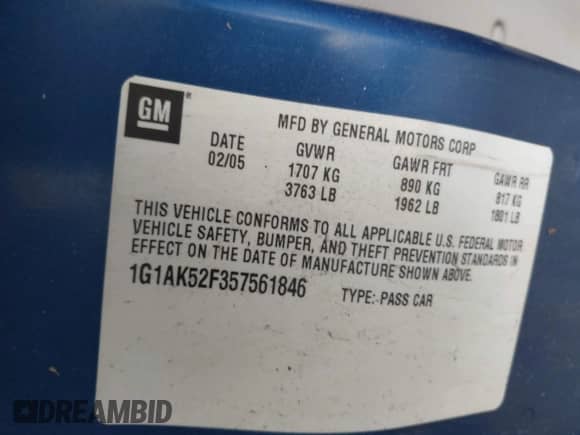 GM®
MFD BY GENERAL MOTORS CORP
DATE GVWR GAWR FRT GAWR RR
02/05 1707 KG 890 KG 817 KG
3763 LB 1962 LB 1801 LB
THIS VEHICLE CONFORMS TO ALL APPLICABLE U.S. FEDERAL MOTOR
VEHICLE SAFETY, BUMPER, AND THEFT PREVENTION STANDARDS IN
EFFECT ON THE DATE OF MANUFACTURE SHOWN ABOVE.
1G1AK52F357561846 TYPE: PASS CAR
DREAMBID